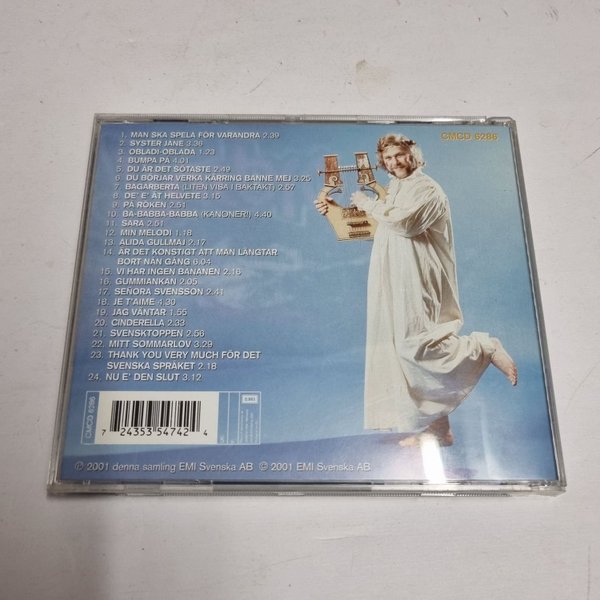 CMCD 6286
1. MAN SKA SPELA FÖR VARANDRA 2.39
2. SYSTER JANE 3.36
3. OBLADI-OBLADA 1.23
4. BUMPA PÅ 4.01
5. DU ÄR DET SÖTASTE 2.49
6. DU BÖRJAR VERKA KÄRRING BANNE MEJ 3.25
7. BAGARBERTA (LITEN VISA I BAKTAKT) 2.57
8. DE' E' ÅT HELVETE 3.15
9. PÅ RÖKEN 2.51
10. BA-BABBA-BABBA (KANONER!) 4.40
11. SARA 2.51
12. MIN MELODI 1.18
13. ALIDA GULLMAJ 2.17
14. ÄR DET KONSTIGT ATT MAN LÄNGTAR
BORT NÅN GÅNG 6.04
15. VI HAR INGEN BANANEN 2.16
16. GUMMIANKAN
17. SEÑORA SVENSSON 2.41
18. JE T'AIME 4.30
19. JAG VÄNTAR 1.55
20. CINDERELLA 2.33
21. SVENSKTOPPEN 2.56
22. MITT SOMMARLOV 3.29
23. THANK YOU VERY MUCH FÖR DET
SVENSKA SPRÅKET 2.18
24. NU E' DEN SLUT 3.12
CMCD 6286
7 24353 54742 4
℗ 2001 denna samling EMI Svenska AB © 2001 EMI Svenska AB